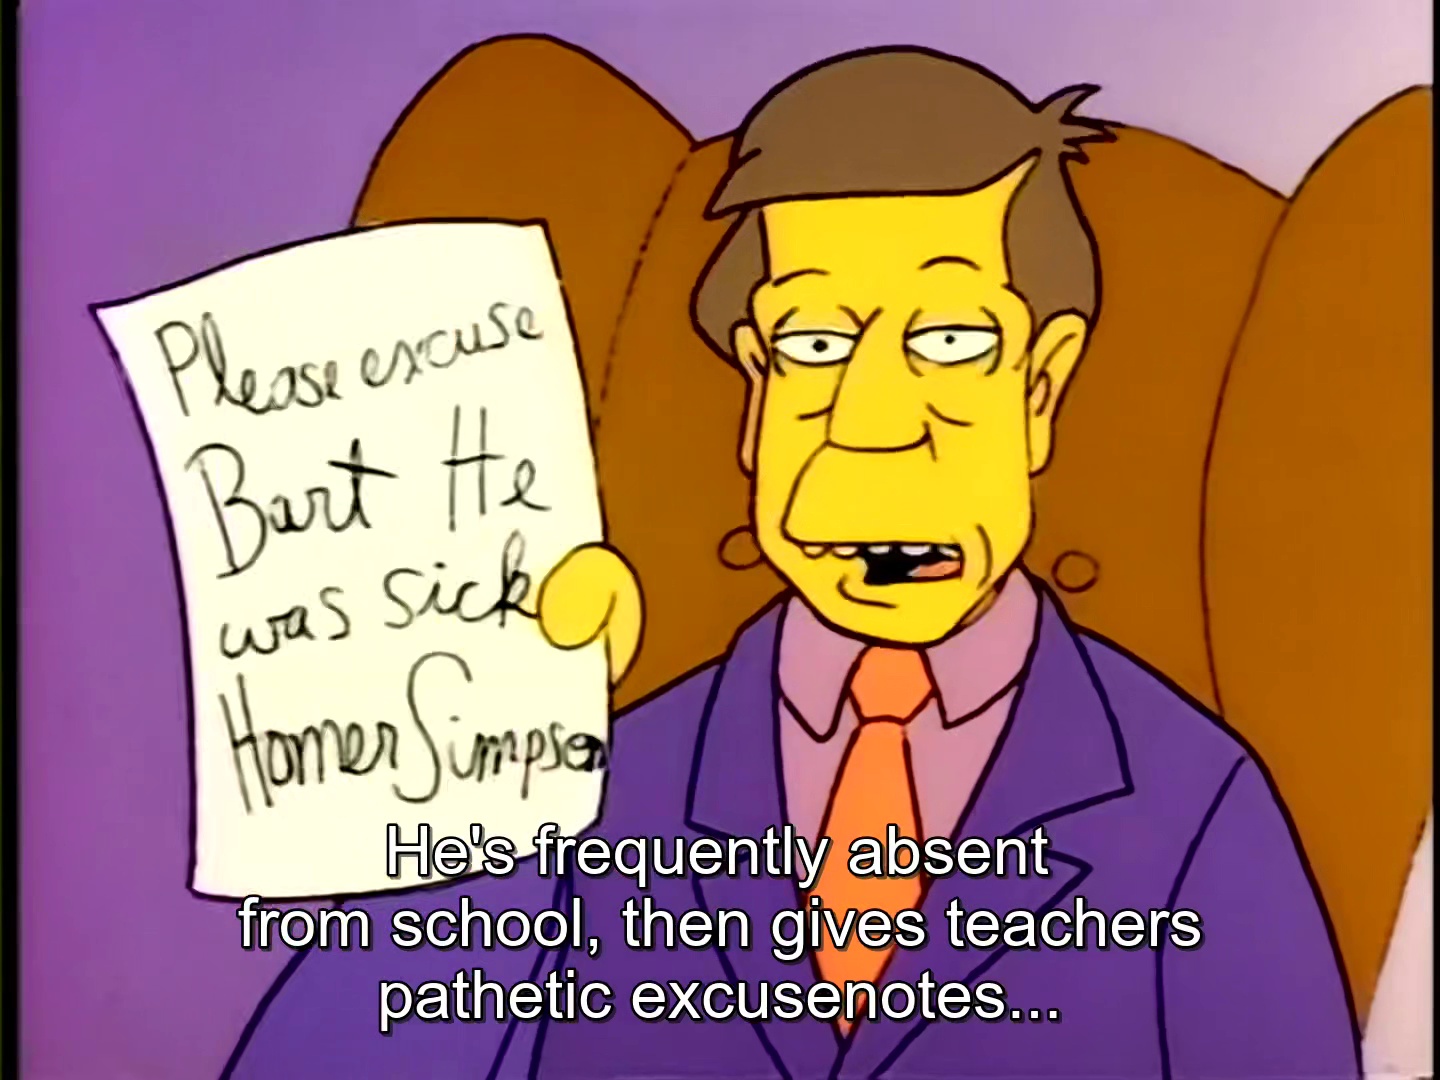 Please excuse
Bart He
was sick
Homer Simpson
He's frequently absent
from school, then gives teachers
pathetic excusenotes...